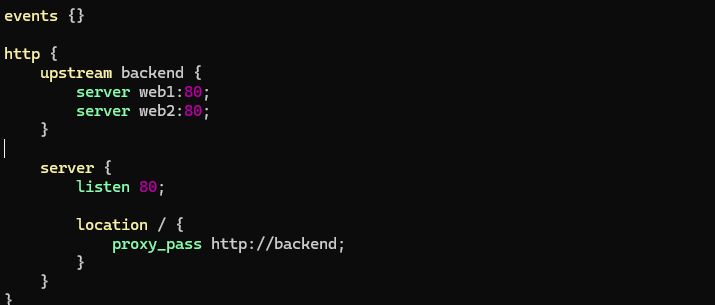 events {}
http {
upstream backend {
server web1:80;
server web2:80;
}
server {
listen 80;
location / {
proxy_pass http://backend;
}
}
}